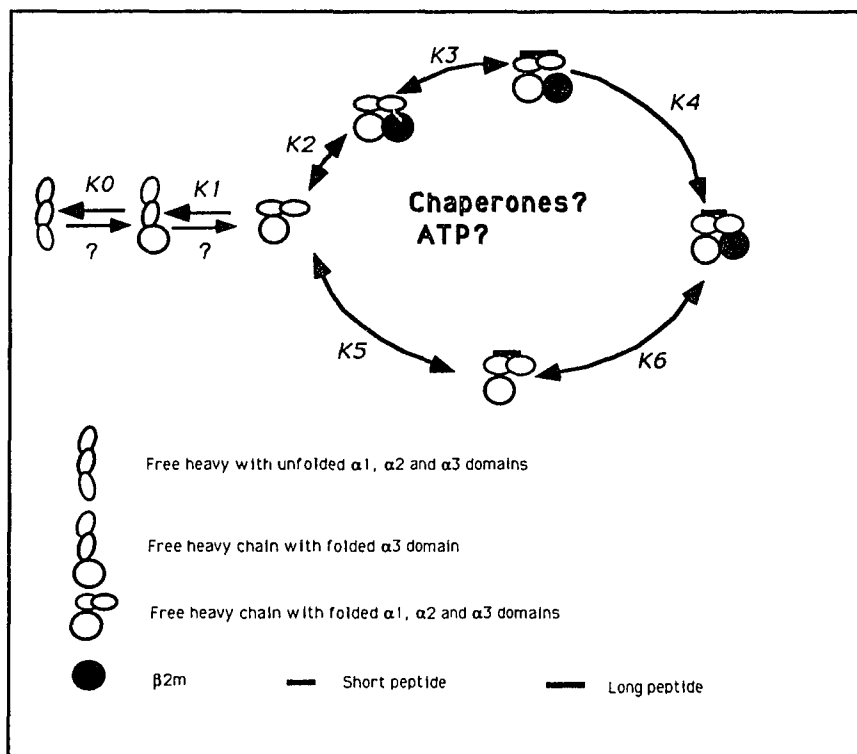 K3
K4
K2
K0
K1
?
?
Chaperones?
ATP?
K5
K6
Free heavy with unfolded α1, α2 and α3 domains
Free heavy chain with folded α3 domain
Free heavy chain with folded α1, α2 and α3 domains
β2m
Short peptide
Long peptide